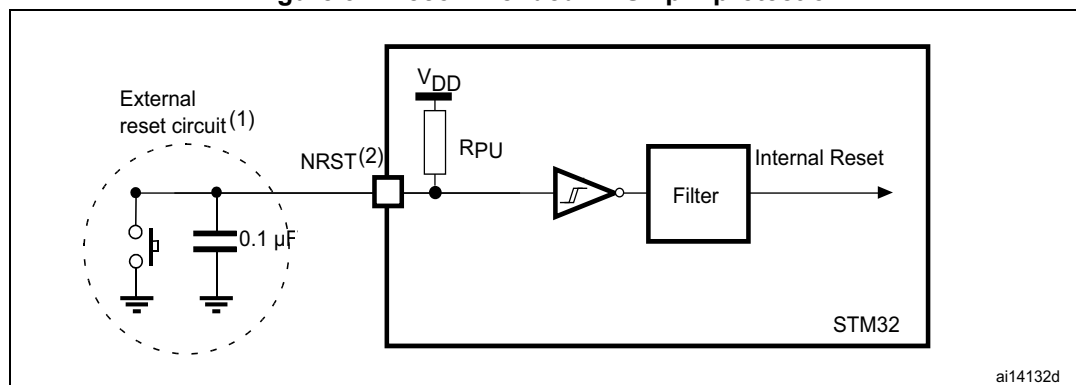 External
reset circuit(1)
NRST(2)
VDD
RPU
0.1 µF
Filter
Internal Reset
STM32
ai14132d